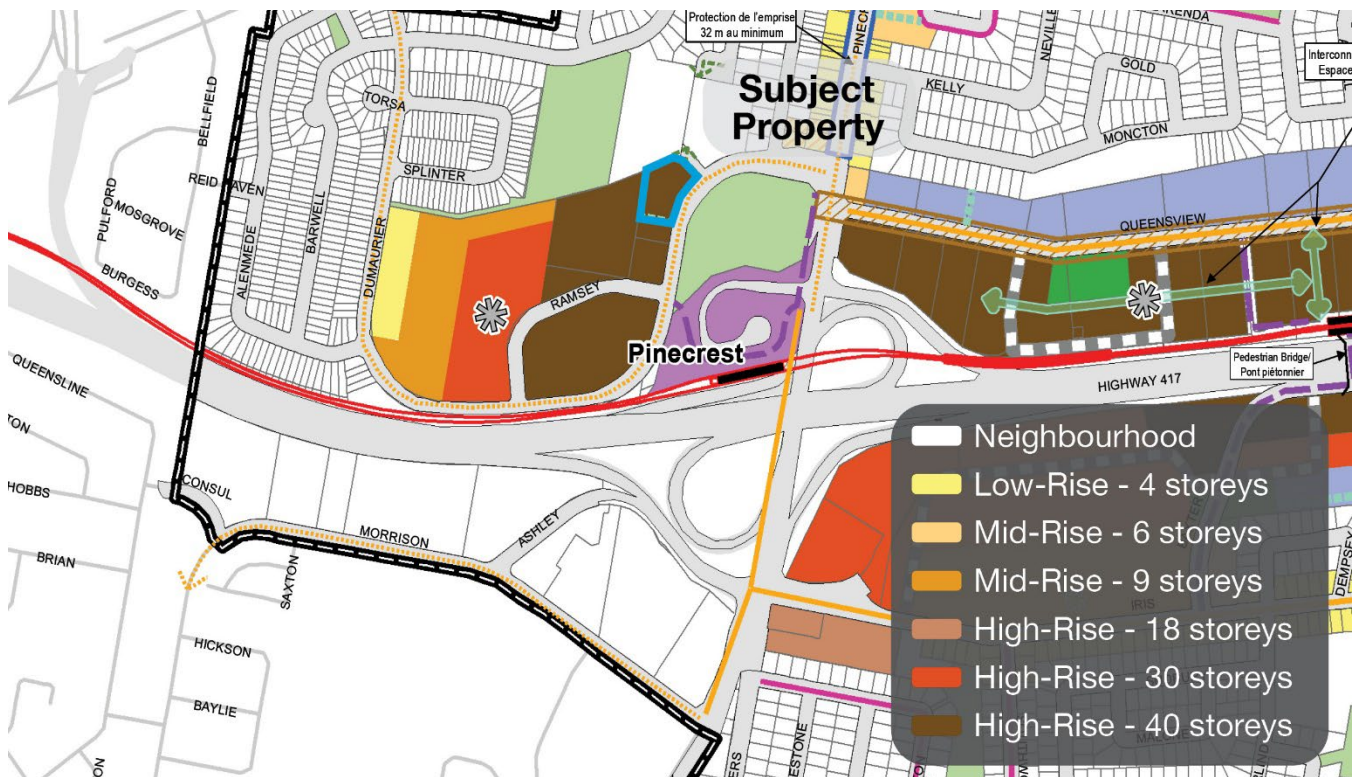 Protection de l'emprise
32 m au minimum
Subject
Property
KELLY
GOLD
MONCTON
BELLFIELD
TORSA
SPLINTER
PULFORD
MOSGROVE
BARWELL
ALENMEDE
DUMAURIER
BURGESS
RAMSEY
Pinecrest
QUEENSVIEW
Pedestrian Bridge/
Pont piétonnier
HIGHWAY 417
QUEENSLINE
HOBBS
BRIAN
CONSUL
MORRISON
ASHLEY
SAXTON
HICKSON
BAYLIE
IRIS
DEMPSEY
Neighbourhood
Low-Rise - 4 storeys
Mid-Rise - 6 storeys
Mid-Rise - 9 storeys
High-Rise - 18 storeys
High-Rise - 30 storeys
High-Rise - 40 storeys